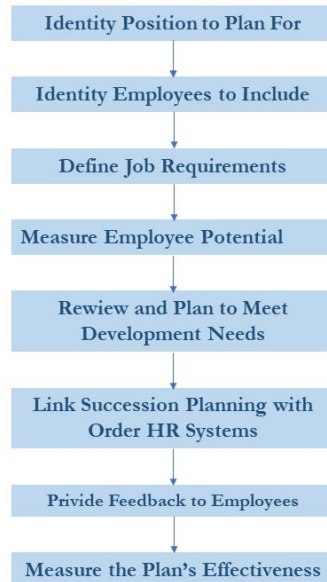 Identity Position to Plan For
Identity Employees to Include
Define Job Requirements
Measure Employee Potential
Rewiew and Plan to Meet
Development Needs
Link Succession Planning with
Order HR Systems
Privide Feedback to Employees
Measure the Plan's Effectiveness